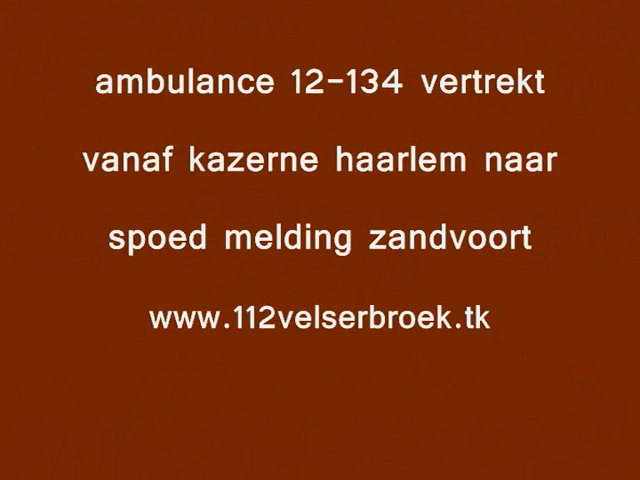 ambulance 12-134 vertrekt
vanaf kazerne haarlem naar
spoed melding zandvoort
www.112velserbroek.tk